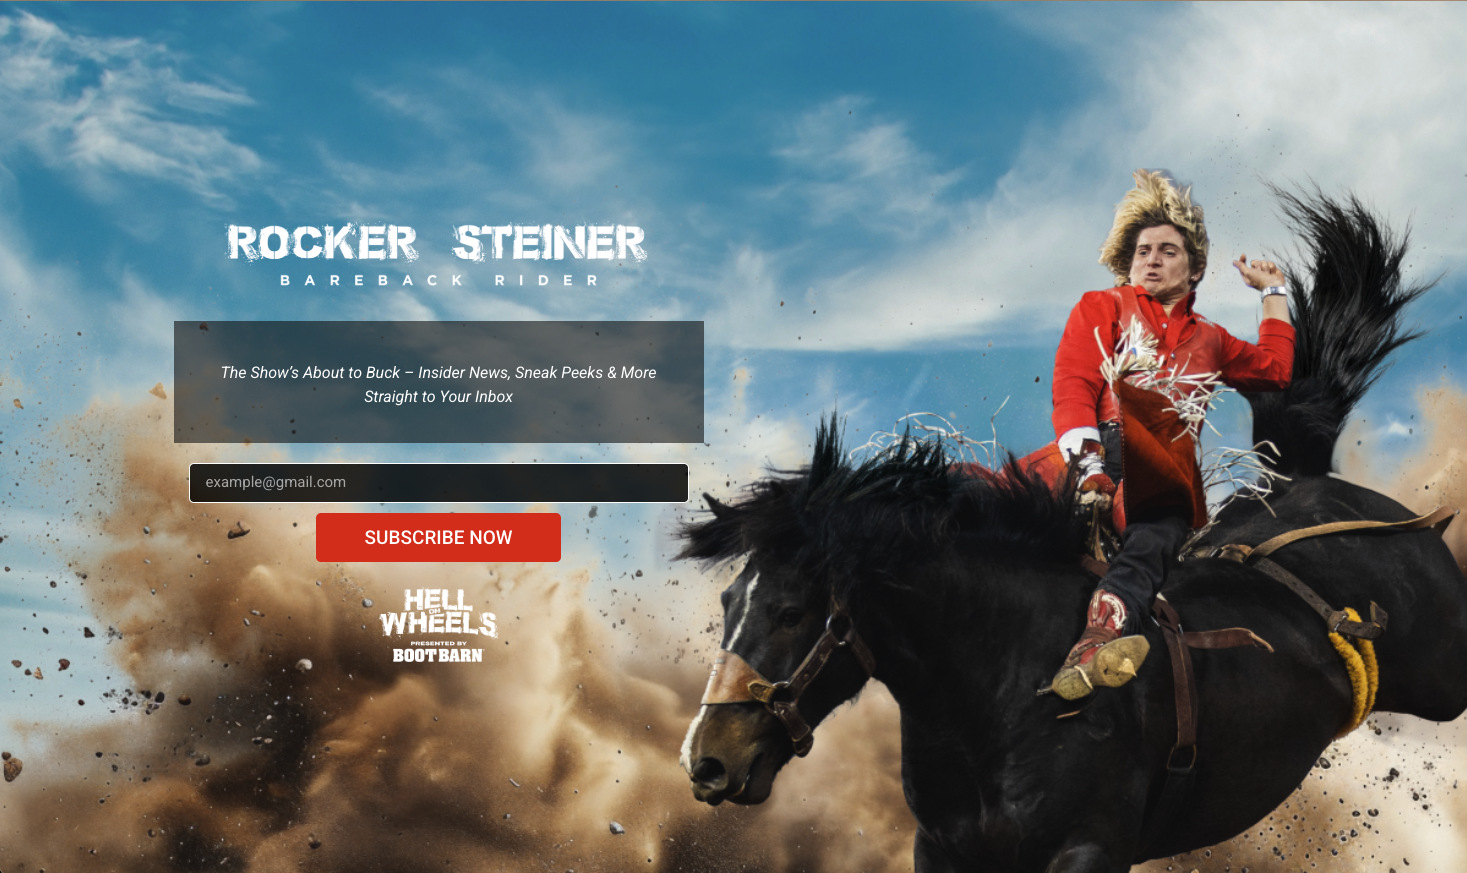 ROCKER STEINER
BAREBACK RIDER
The Show's About to Buck – Insider News, Sneak Peeks & More
Straight to Your Inbox
example@gmail.com
SUBSCRIBE NOW
HELL
ON
WHEELS
PRESENTED BY
BOOT BARN